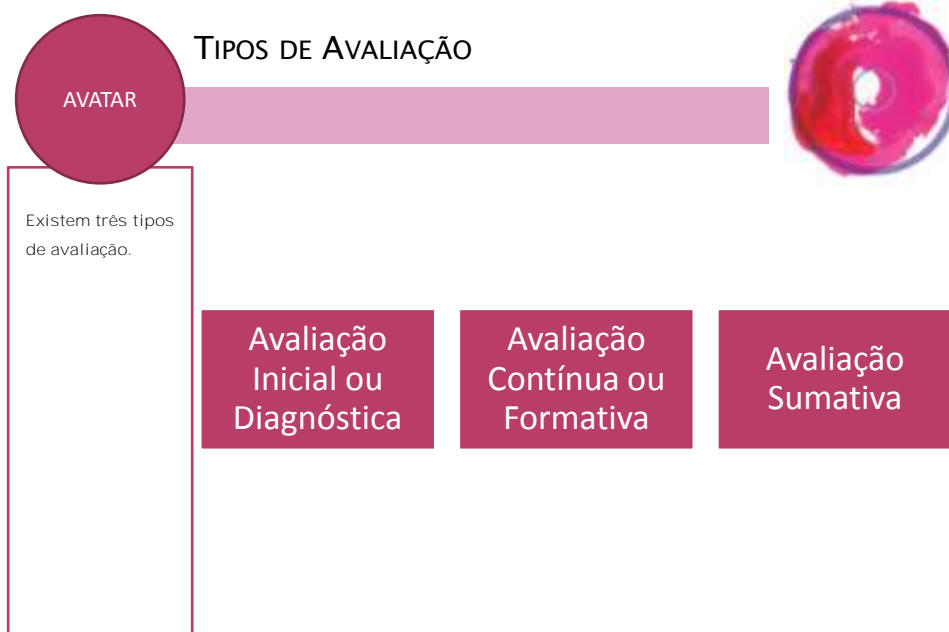 TIPOS DE AVALIAÇÃO
AVATAR
Existem três tipos
de avaliação.
Avaliação
Inicial ou
Diagnóstica
Avaliação
Contínua ou
Formativa
Avaliação
Sumativa